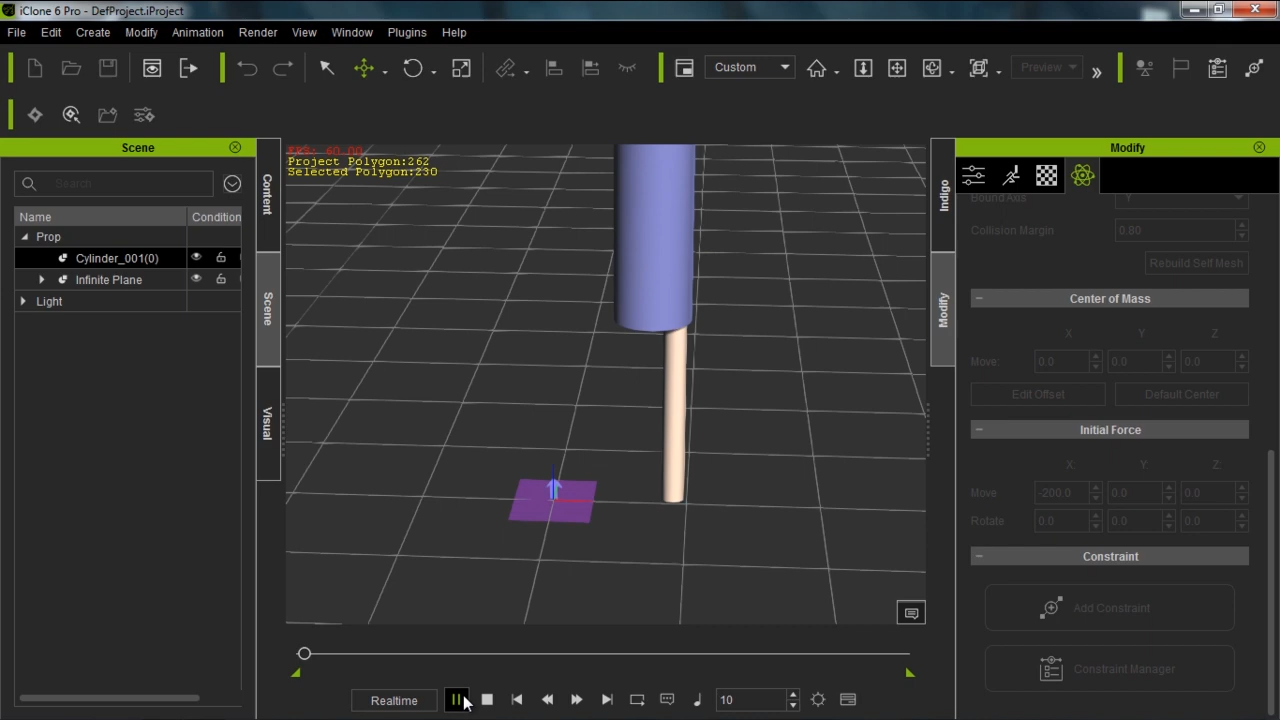 iClone 6 Pro - DefProject.iProject
File Edit Create Modify Animation Render View Window Plugins Help
Custom Preview »
Scene
Search
Name Condition
Prop
Cylinder_001(0)
Infinite Plane
Light
Content
Scene
Visual
FPS: 60.00
Project Polygon:262
Selected Polygon:230
Indigo
Modify
Modify
Bound Axis Y
Collision Margin 0.80
Rebuild Self Mesh
Center of Mass
X Y Z
Move: 0.0 0.0 0.0
Edit Offset Default Center
Initial Force
X: Y: Z:
Move -200.0 0.0 0.0
Rotate 0.0 0.0 0.0
Constraint
Add Constraint
Constraint Manager
Realtime 10